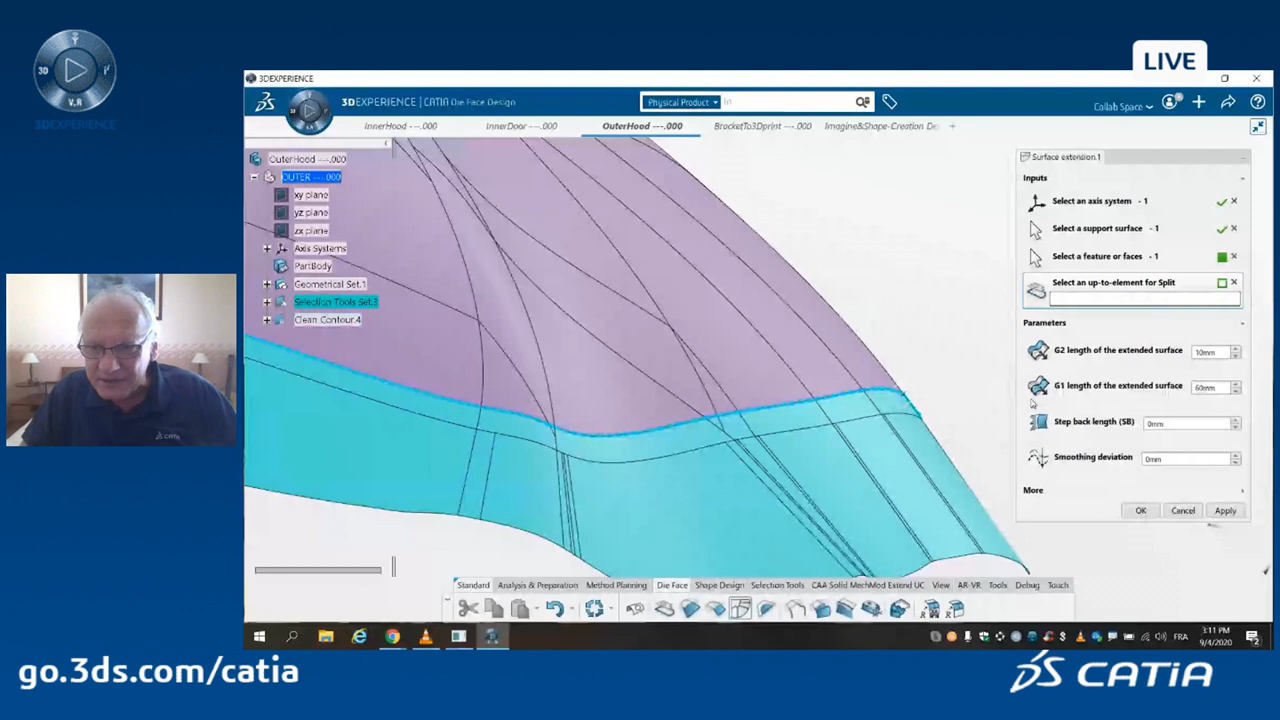 LIVE
3D
V,R
3DEXPERIENCE
3DEXPERIENCE
3DEXPERIENCE | CATIA Die Face Design
Physical Product
In
Collab Space
InnerHood ---.000
InnerDoor ---.000
OuterHood ---.000
BracketTo3Dprint ---.000
Imagine&Shape-Creation De
OuterHood ---.000
OUTER ---.000
xy plane
yz plane
zx plane
Axis Systems
PartBody
Geometrical Set.1
Selection Tools Set.3
Clean Contour.4
Surface extension.1
Inputs
Select an axis system - 1
Select a support surface - 1
Select a feature or faces - 1
Select an up-to-element for Split
Parameters
G2 length of the extended surface 10mm
G1 length of the extended surface 60mm
Step back length (SB) 0mm
Smoothing deviation 0mm
More
OK Cancel Apply
CATIA
Standard Analysis & Preparation Method Planning Die Face Shape Design Selection Tools CAA Solid MechMod Extend UC View AR-VR Tools Debug Touch
FRA
3:11 PM
9/4/2020
go.3ds.com/catia
CATIA